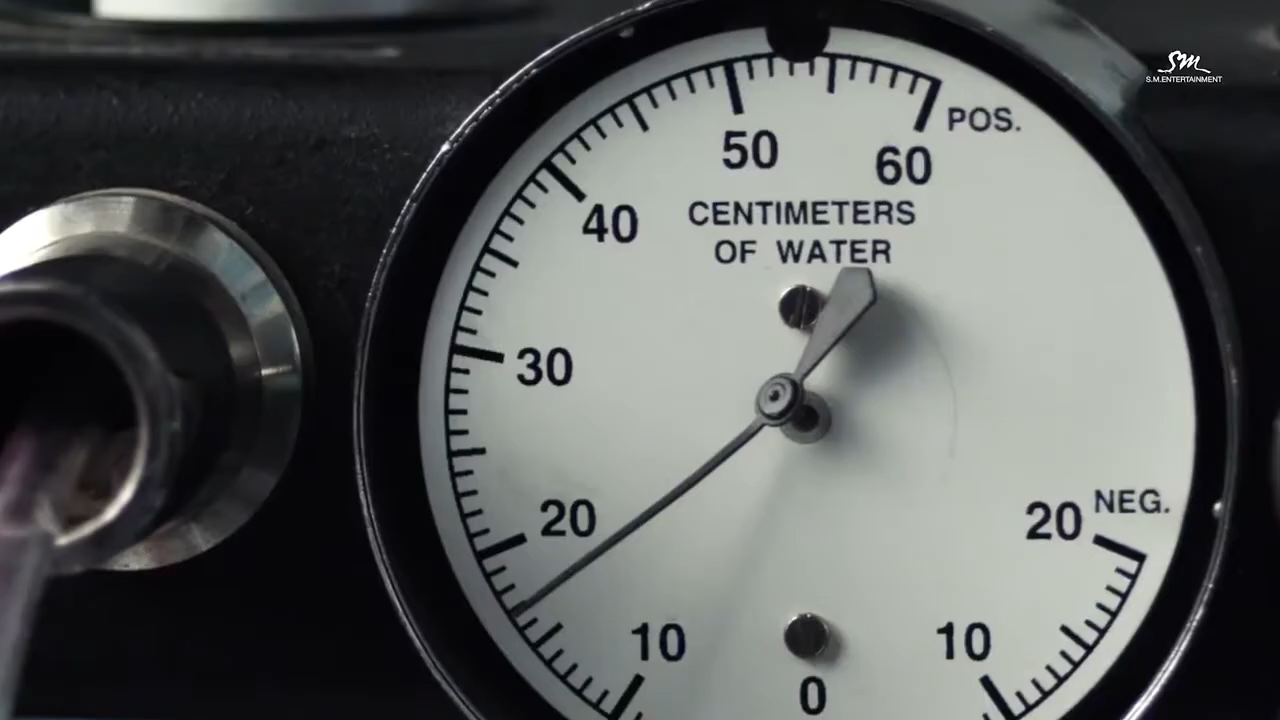 SM
S.M.ENTERTAINMENT
50
60
POS.
40
CENTIMETERS
OF WATER
30
20
20
NEG.
10
10
0